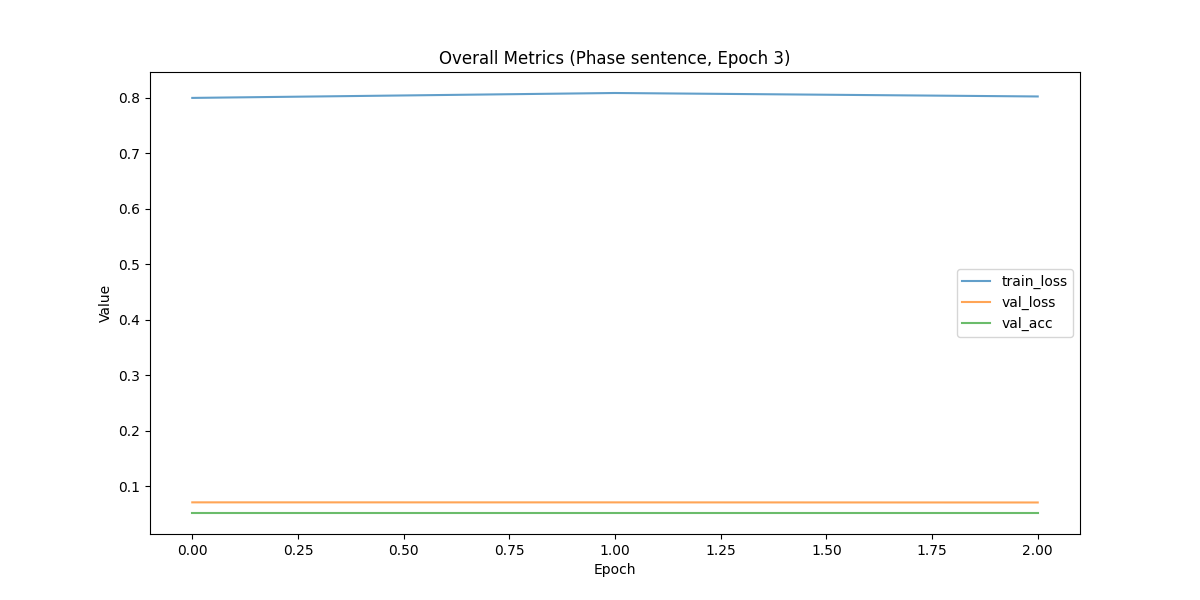 Overall Metrics (Phase sentence, Epoch 3)
0.8
0.7
0.6
0.5
0.4
0.3
0.2
0.1
Value
train_loss
val_loss
val_acc
0.00 0.25 0.50 0.75 1.00 1.25 1.50 1.75 2.00
Epoch